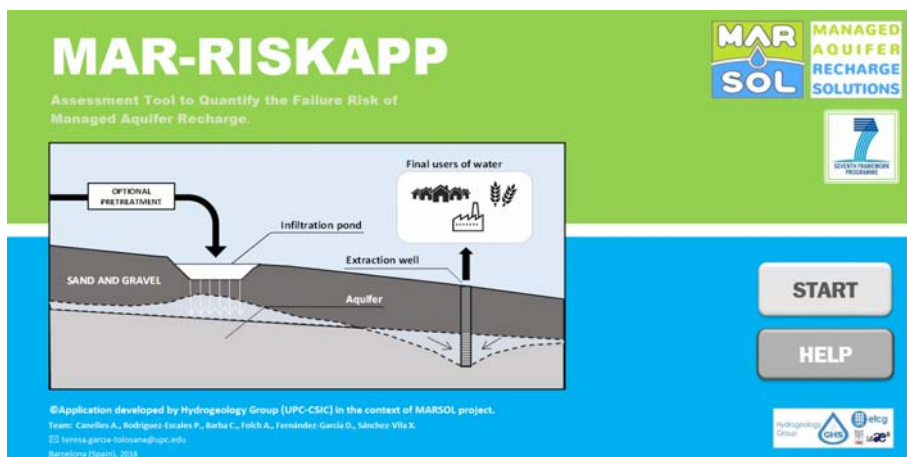 MAR-RISKAPP
Assessment Tool to Quantify the Failure Risk of
Managed Aquifer Recharge.
MAR
SOL
MANAGED
AQUIFER
RECHARGE
SOLUTIONS
7
SEVENTH FRAMEWORK
PROGRAMME
Final users of water
OPTIONAL
PRETREATMENT
Infiltration pond
Extraction well
SAND AND GRAVEL
Aquifer
START
HELP
©Application developed by Hydrogeology Group (UPC-CSIC) in the context of MARSOL project.
Team: Canelles A., Rodríguez-Escales P., Barba C., Folch A., Fernández-García D., Sánchez-Vila X.
teresa.garcia-tolosana@upc.edu
Barcelona (Spain), 2016
Hydrogeology
Group
GHS
etcg